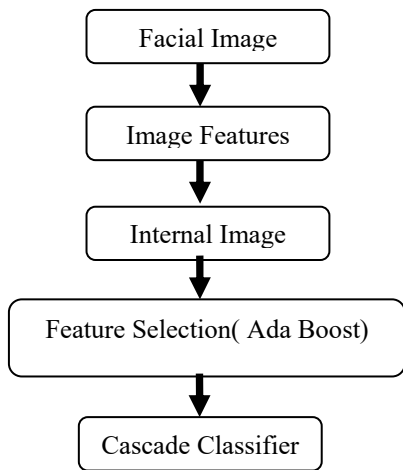 Facial Image
Image Features
Internal Image
Feature Selection( Ada Boost)
Cascade Classifier